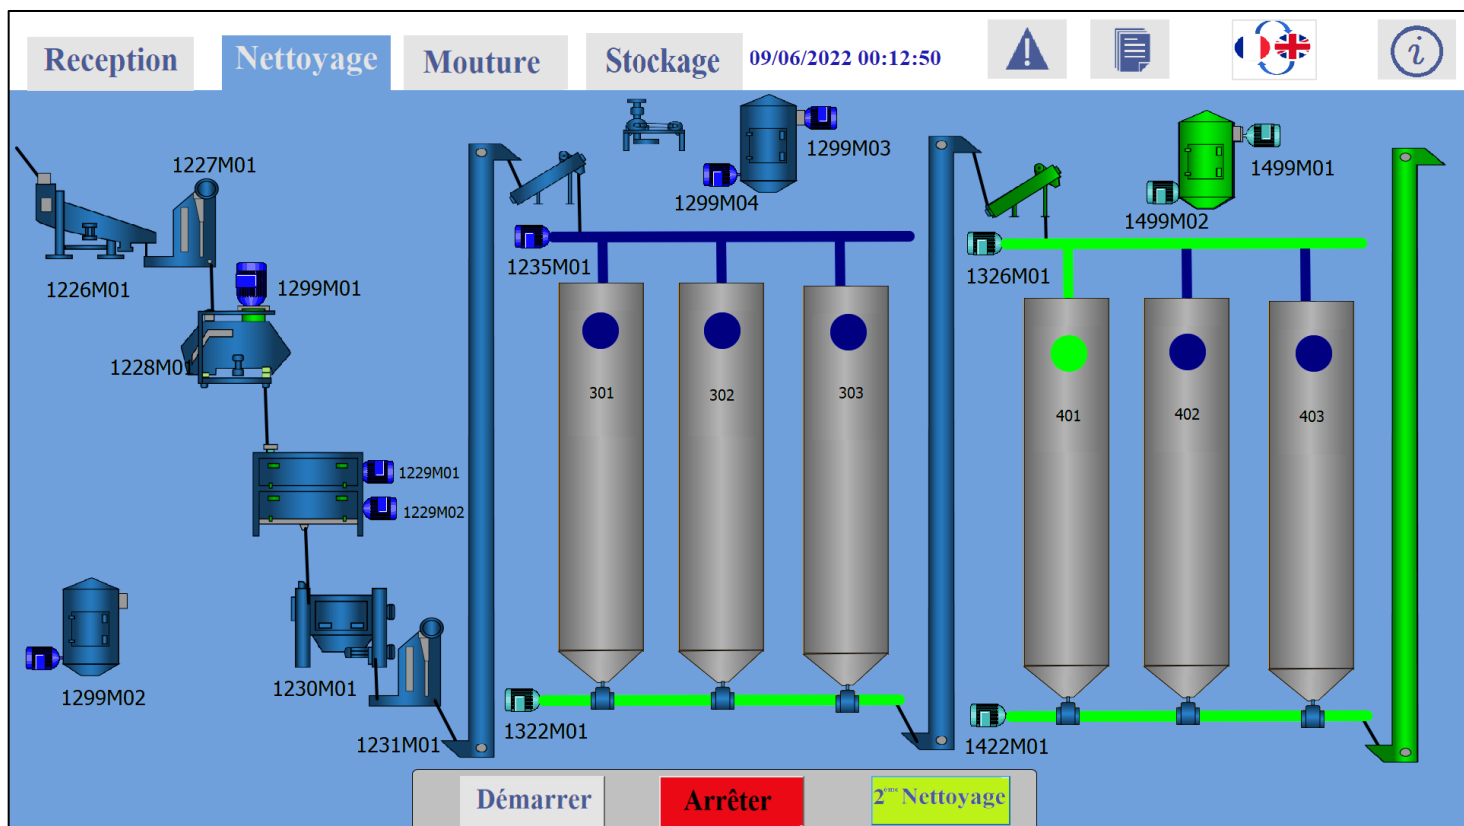 Reception
Nettoyage
Mouture
Stockage
09/06/2022 00:12:50
i
1227M01
1299M03
1499M01
1299M04
1499M02
1226M01
1299M01
1235M01
1326M01
1228M01
301
302
303
401
402
403
1229M01
1229M02
1299M02
1230M01
1231M01
1322M01
1422M01
Démarrer
Arrêter
2ème Nettoyage